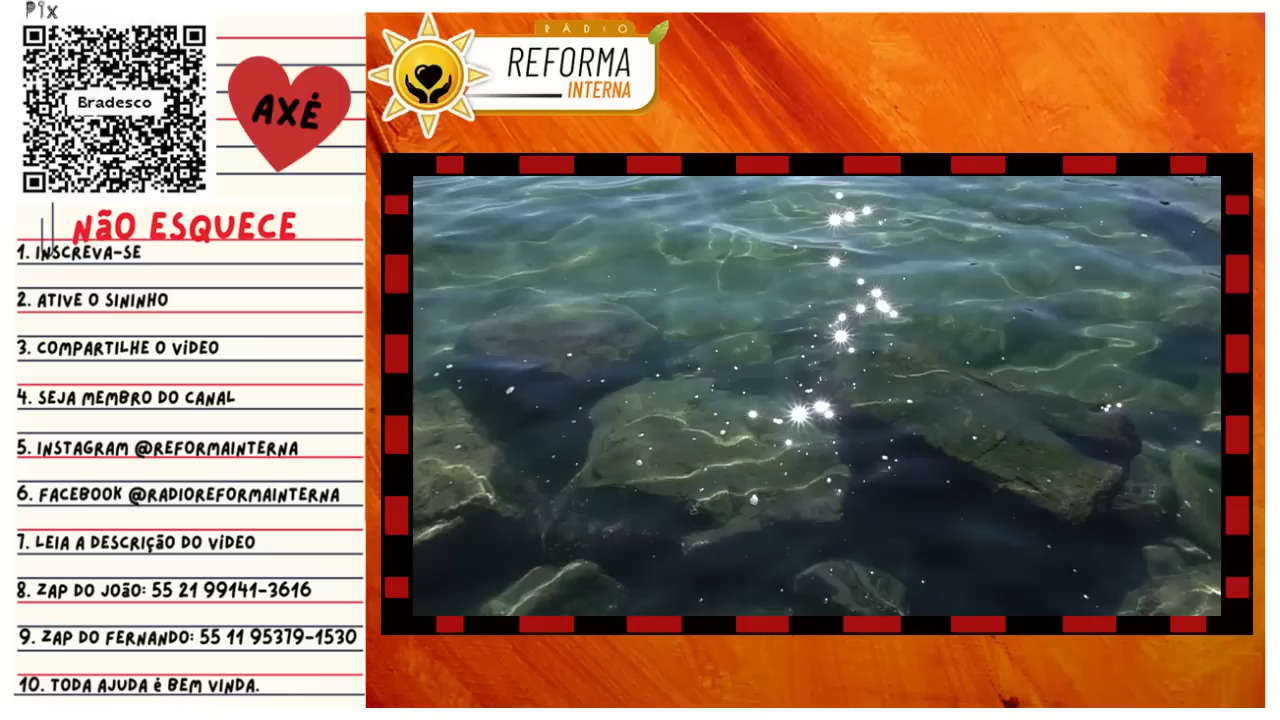 Pix
Bradesco
AXÉ
NÃO ESQUECE
1. INSCREVA-SE
2. ATIVE O SININHO
3. COMPARTILHE O VÍDEO
4. SEJA MEMBRO DO CANAL
5. INSTAGRAM @REFORMAINTERNA
6. FACEBOOK @RADIOREFORMAINTERNA
7. LEIA A DESCRIÇÃO DO VÍDEO
8. ZAP DO JOÃO: 55 21 99141-3616
9. ZAP DO FERNANDO: 55 11 95379-1530
10. TODA AJUDA É BEM VINDA.
RÁDIO
REFORMA
INTERNA